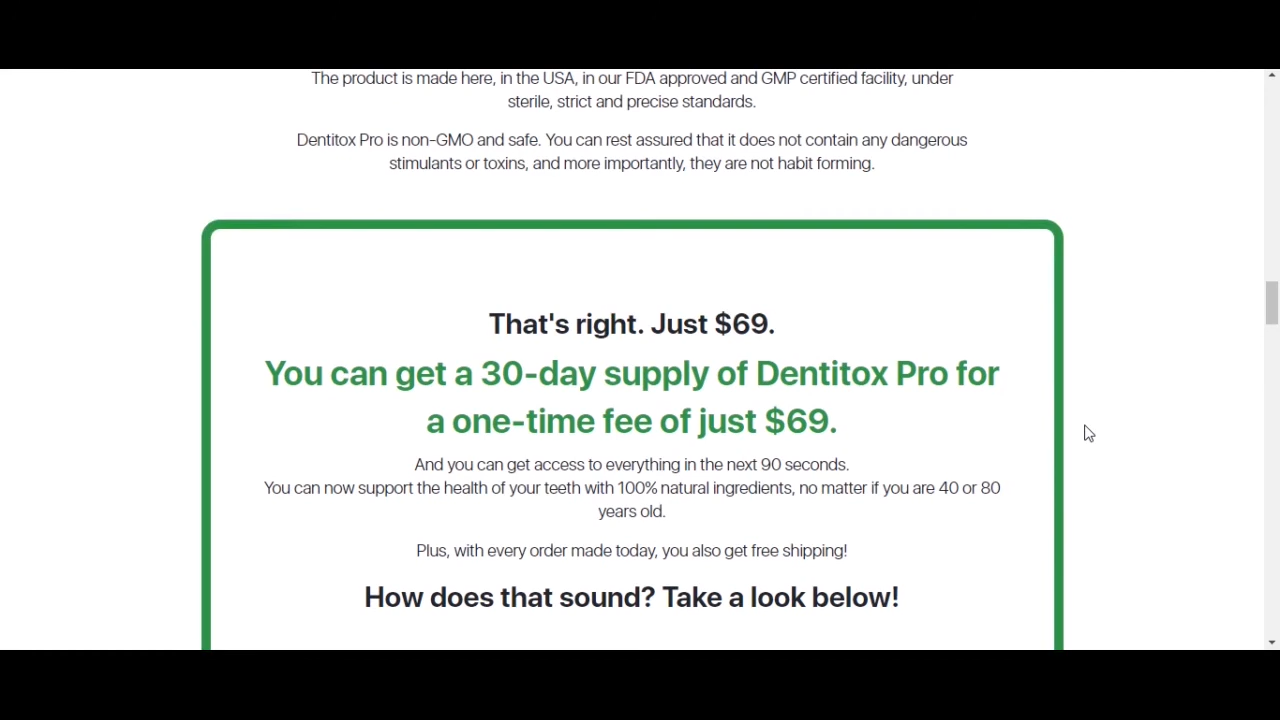 The product is made here, in the USA, in our FDA approved and GMP certified facility, under
sterile, strict and precise standards.
Dentitox Pro is non-GMO and safe. You can rest assured that it does not contain any dangerous
stimulants or toxins, and more importantly, they are not habit forming.
That's right. Just $69.
You can get a 30-day supply of Dentitox Pro for
a one-time fee of just $69.
And you can get access to everything in the next 90 seconds.
You can now support the health of your teeth with 100% natural ingredients, no matter if you are 40 or 80
years old.
Plus, with every order made today, you also get free shipping!
How does that sound? Take a look below!